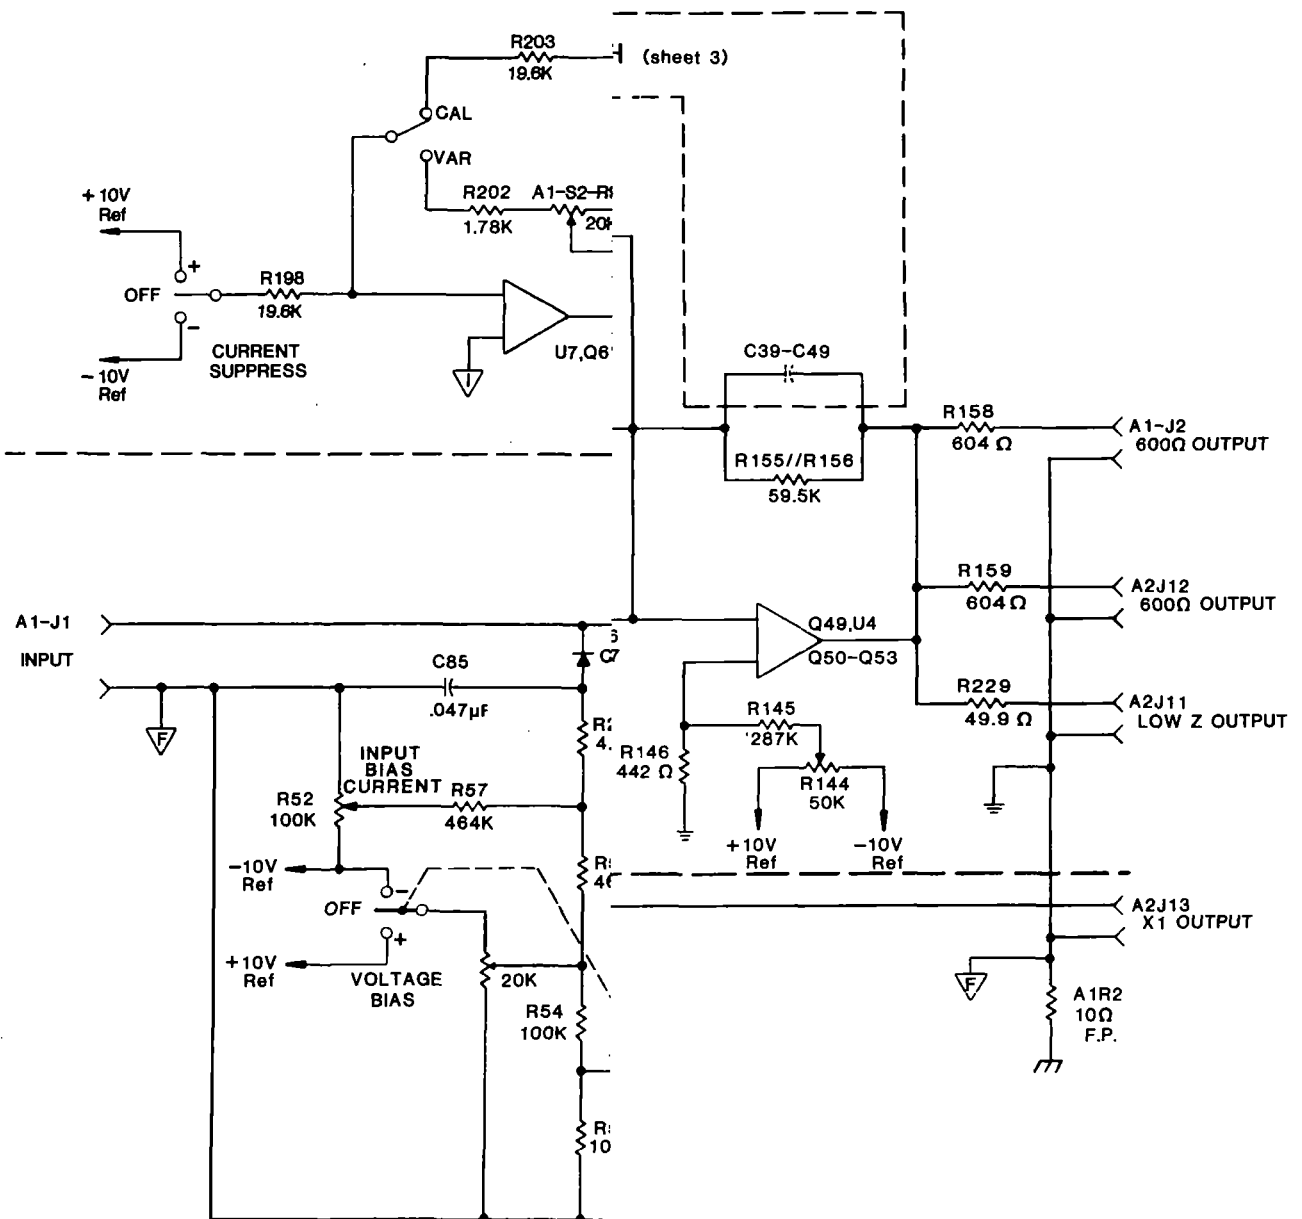 R203
19.6K
(sheet 3)
CAL
VAR
R202
1.78K
A1-S2-R
20
+10V
Ref
+
OFF
R198
19.6K
-
-10V
Ref
CURRENT
SUPPRESS
I
U7,Q6
C39-C49
R155//R156
59.5K
R158
604 Ω
A1-J2
600Ω OUTPUT
R159
604 Ω
A2J12
600Ω OUTPUT
R229
49.9 Ω
A2J11
LOW Z OUTPUT
Q49,U4
Q50-Q53
R145
287K
R146
442 Ω
R144
50K
+10V
Ref
-10V
Ref
A1-J1
INPUT
F
C85
.047µF
INPUT
BIAS
CURRENT
R52
100K
R57
464K
-10V
Ref
-
OFF
+
+10V
Ref
VOLTAGE
BIAS
20K
R54
100K
R
10
A2J13
X1 OUTPUT
F
A1R2
10Ω
F.P.